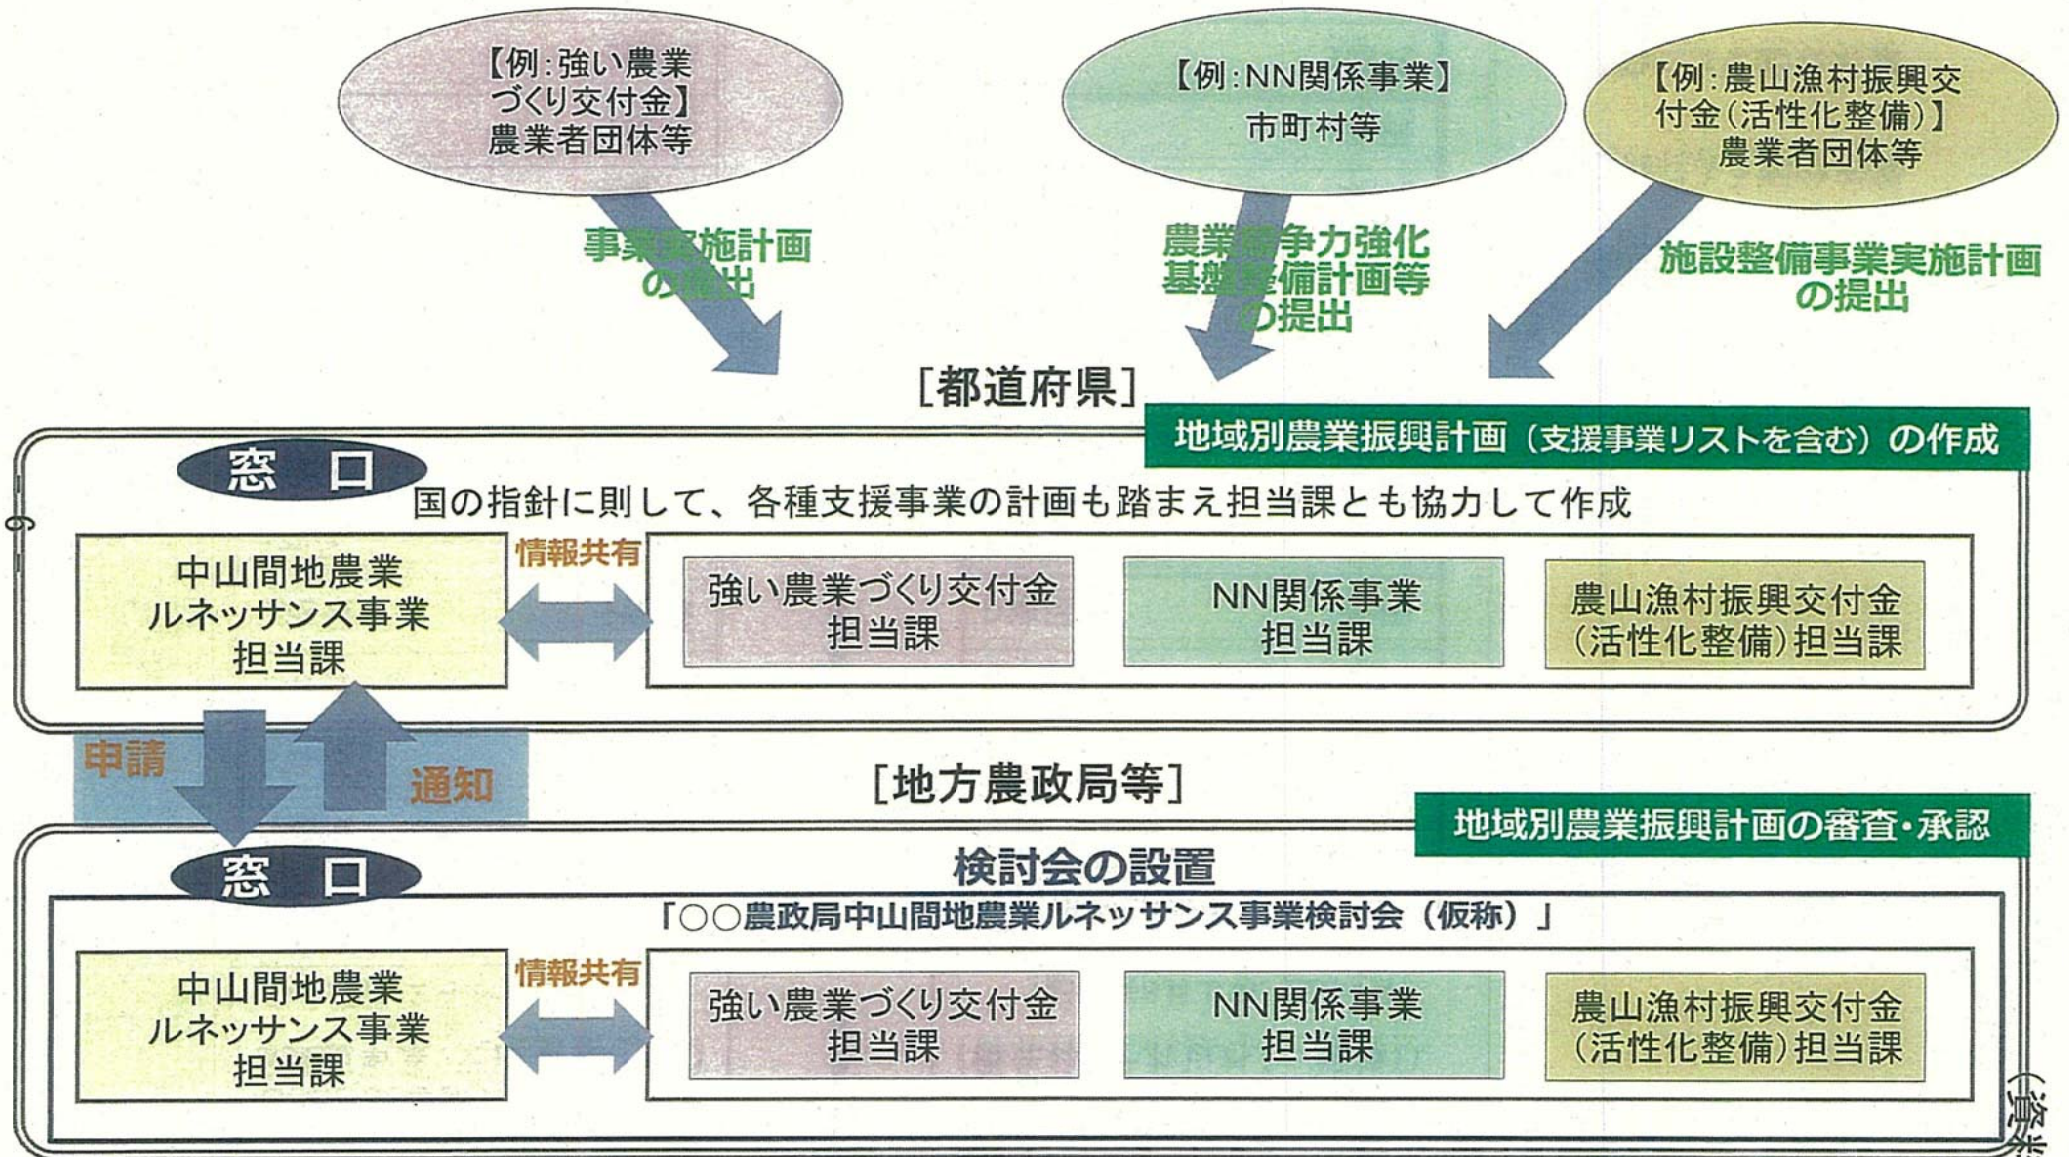 【例:強い農業
づくり交付金】
農業者団体等
【例:NN関係事業】
市町村等
【例:農山漁村振興交
付金(活性化整備)】
農業者団体等
事業実施計画
の提出
農業競争力強化
基盤整備計画等
の提出
施設整備事業実施計画
の提出
[都道府県]
地域別農業振興計画(支援事業リストを含む)の作成
窓 口
国の指針に則して、各種支援事業の計画も踏まえ担当課とも協力して作成
中山間地農業
ルネッサンス事業
担当課
情報共有
強い農業づくり交付金
担当課
NN関係事業
担当課
農山漁村振興交付金
(活性化整備)担当課
申請
通知
[地方農政局等]
地域別農業振興計画の審査・承認
窓 口
検討会の設置
「○○農政局中山間地農業ルネッサンス事業検討会(仮称)」
中山間地農業
ルネッサンス事業
担当課
情報共有
強い農業づくり交付金
担当課
NN関係事業
担当課
農山漁村振興交付金
(活性化整備)担当課
(資料